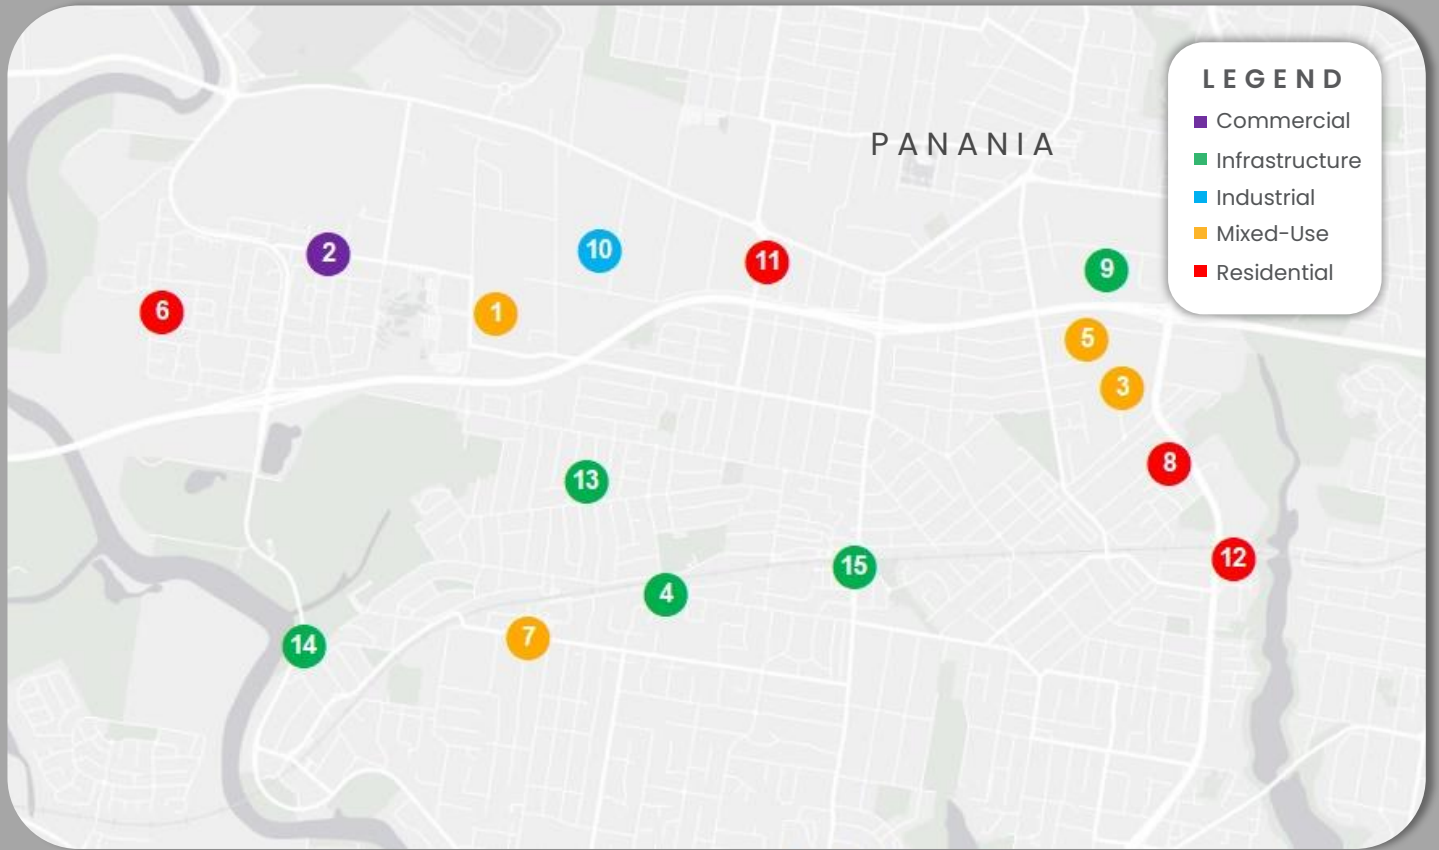 LEGEND
Commercial
Infrastructure
Industrial
Mixed-Use
Residential
PANANIA
2
10
11
9
6
1
5
3
8
13
12
15
4
7
14